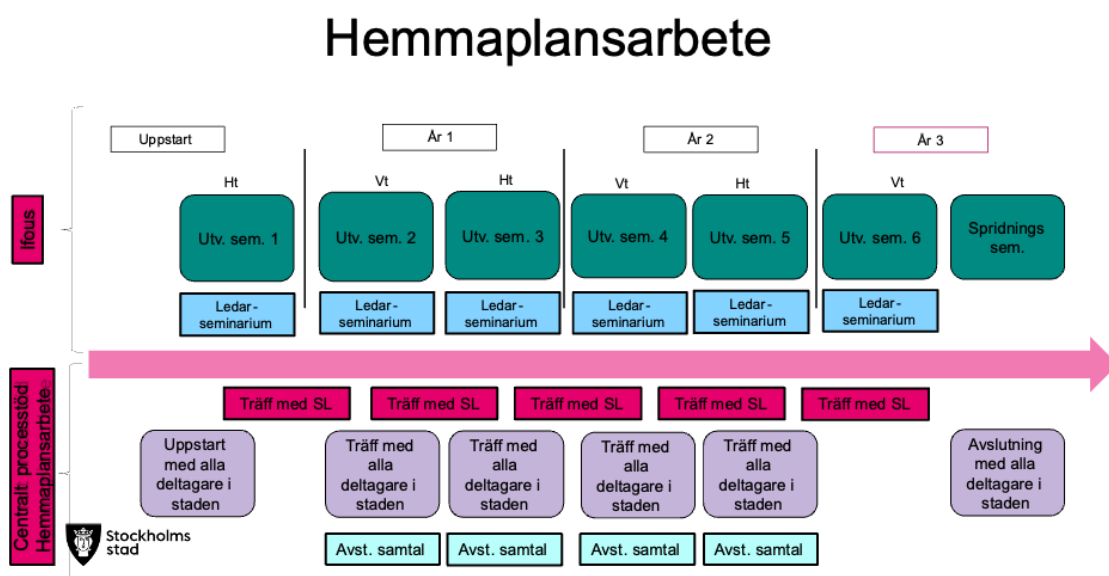 Hemmaplansarbete
Uppstart
År 1
År 2
År 3
Ht
Vt
Ht
Vt
Ht
Vt
Ifous
Utv. sem. 1
Utv. sem. 2
Utv. sem. 3
Utv. sem. 4
Utv. sem. 5
Utv. sem. 6
Spridnings
sem.
Ledar-
seminarium
Ledar-
seminarium
Ledar-
seminarium
Ledar-
seminarium
Ledar-
seminarium
Ledar-
seminarium
Centralt processtöd
Hemmaplansarbete
Träff med SL
Träff med SL
Träff med SL
Träff med SL
Träff med SL
Uppstart
med alla
deltagare i
staden
Träff med
alla
deltagare i
staden
Träff med
alla
deltagare i
staden
Träff med
alla
deltagare i
staden
Träff med
alla
deltagare i
staden
Avslutning
med alla
deltagare i
staden
Stockholms
stad
Avst. samtal
Avst. samtal
Avst. samtal
Avst. samtal